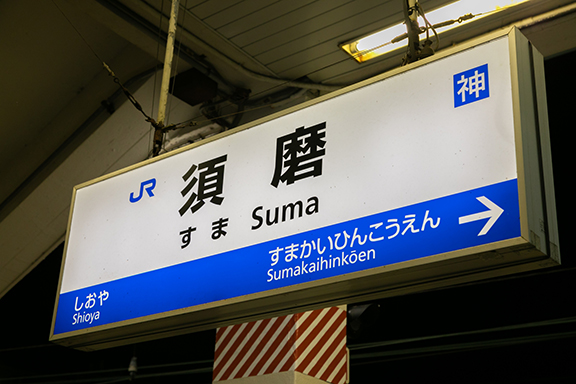 神
JR
須磨
すま Suma
すまかいひんこうえん
Sumakaihinkōen
しおや
Shioya